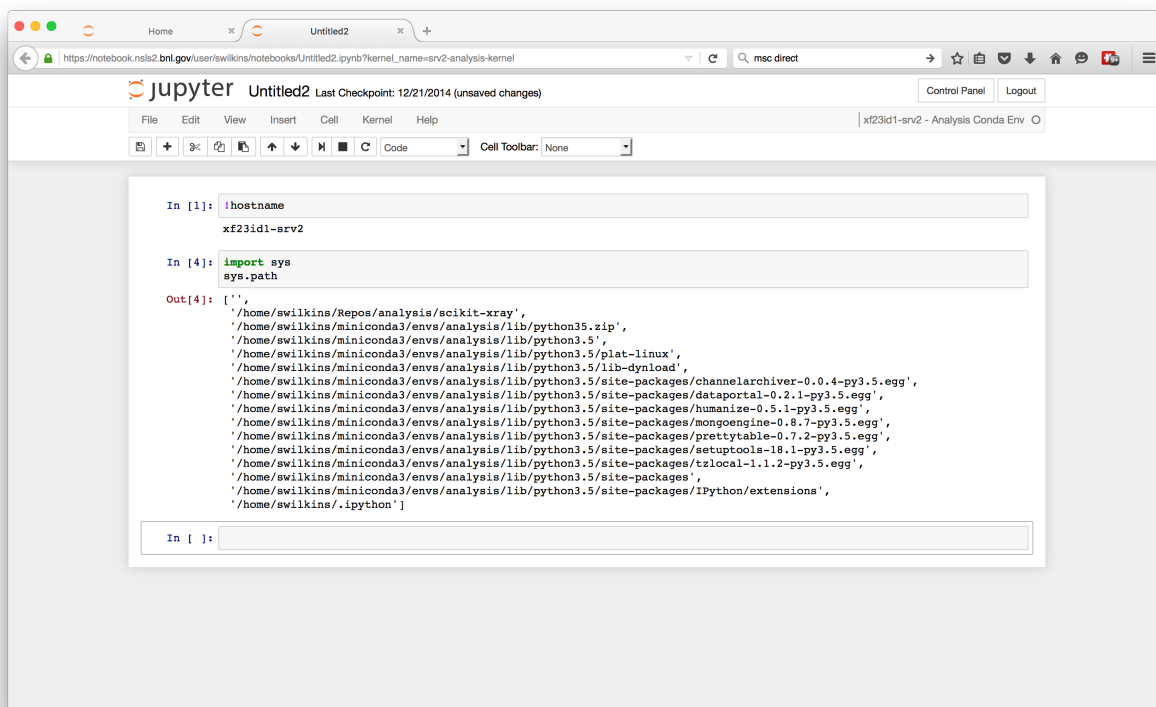 Home
Untitled2
https://notebook.nsls2.bnl.gov/user/swilkins/notebooks/Untitled2.ipynb?kernel_name=srv2-analysis-kernel
msc direct
jupyter Untitled2 Last Checkpoint: 12/21/2014 (unsaved changes)
Control Panel Logout
File Edit View Insert Cell Kernel Help
xf23id1-srv2 - Analysis Conda Env
Code Cell Toolbar: None
In [1]: !hostname
xf23id1-srv2
In [4]: import sys
sys.path
Out[4]: ['',
'/home/swilkins/Repos/analysis/scikit-xray',
'/home/swilkins/miniconda3/envs/analysis/lib/python35.zip',
'/home/swilkins/miniconda3/envs/analysis/lib/python3.5',
'/home/swilkins/miniconda3/envs/analysis/lib/python3.5/plat-linux',
'/home/swilkins/miniconda3/envs/analysis/lib/python3.5/lib-dynload',
'/home/swilkins/miniconda3/envs/analysis/lib/python3.5/site-packages/channelarchiver-0.0.4-py3.5.egg',
'/home/swilkins/miniconda3/envs/analysis/lib/python3.5/site-packages/dataportal-0.2.1-py3.5.egg',
'/home/swilkins/miniconda3/envs/analysis/lib/python3.5/site-packages/humanize-0.5.1-py3.5.egg',
'/home/swilkins/miniconda3/envs/analysis/lib/python3.5/site-packages/mongoengine-0.8.7-py3.5.egg',
'/home/swilkins/miniconda3/envs/analysis/lib/python3.5/site-packages/prettytable-0.7.2-py3.5.egg',
'/home/swilkins/miniconda3/envs/analysis/lib/python3.5/site-packages/setuptools-18.1-py3.5.egg',
'/home/swilkins/miniconda3/envs/analysis/lib/python3.5/site-packages/tzlocal-1.1.2-py3.5.egg',
'/home/swilkins/miniconda3/envs/analysis/lib/python3.5/site-packages',
'/home/swilkins/miniconda3/envs/analysis/lib/python3.5/site-packages/IPython/extensions',
'/home/swilkins/.ipython']
In [ ]: